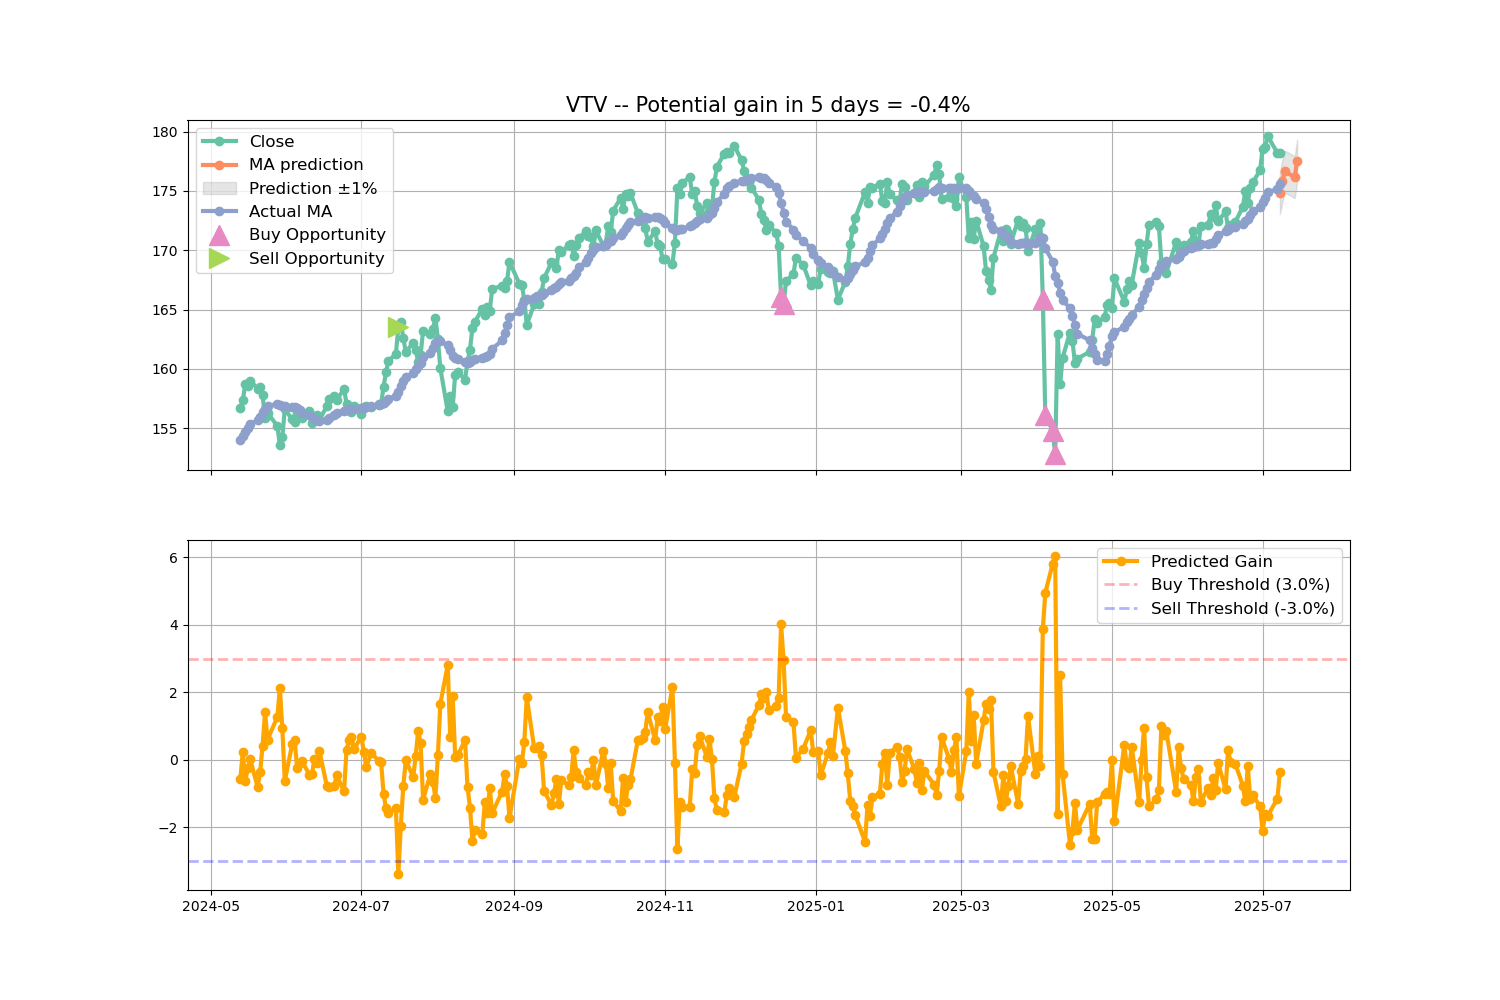 VTV -- Potential gain in 5 days = -0.4%
Close
MA prediction
Prediction ±1%
Actual MA
Buy Opportunity
Sell Opportunity
180
175
170
165
160
155
Predicted Gain
Buy Threshold (3.0%)
Sell Threshold (-3.0%)
6
4
2
0
−2
2024-05 2024-07 2024-09 2024-11 2025-01 2025-03 2025-05 2025-07